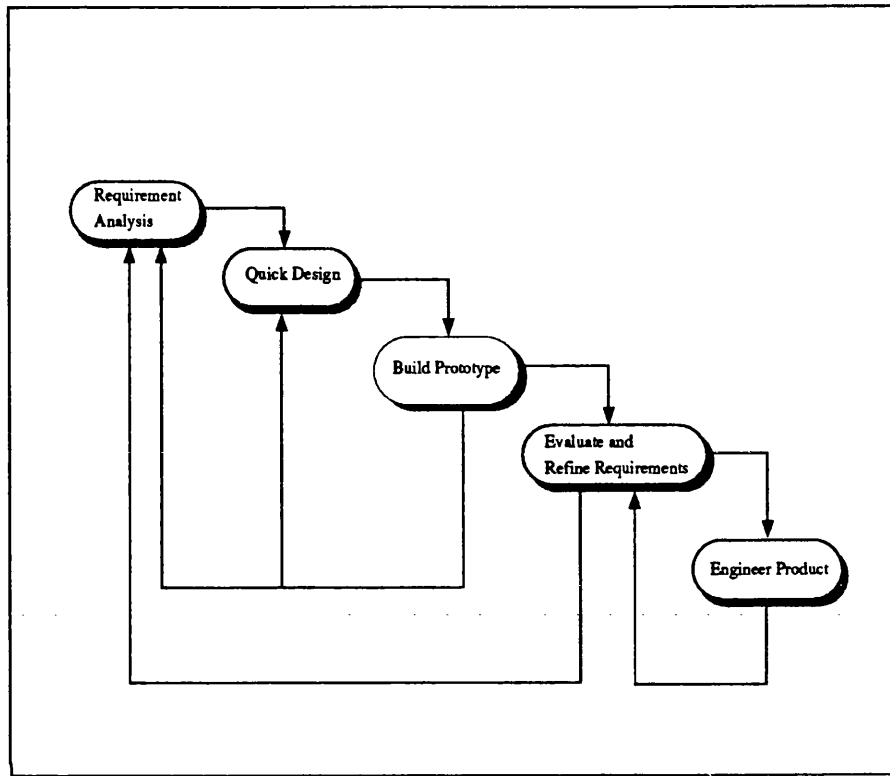 Requirement
Analysis
Quick Design
Build Prototype
Evaluate and
Refine Requirements
Engineer Product